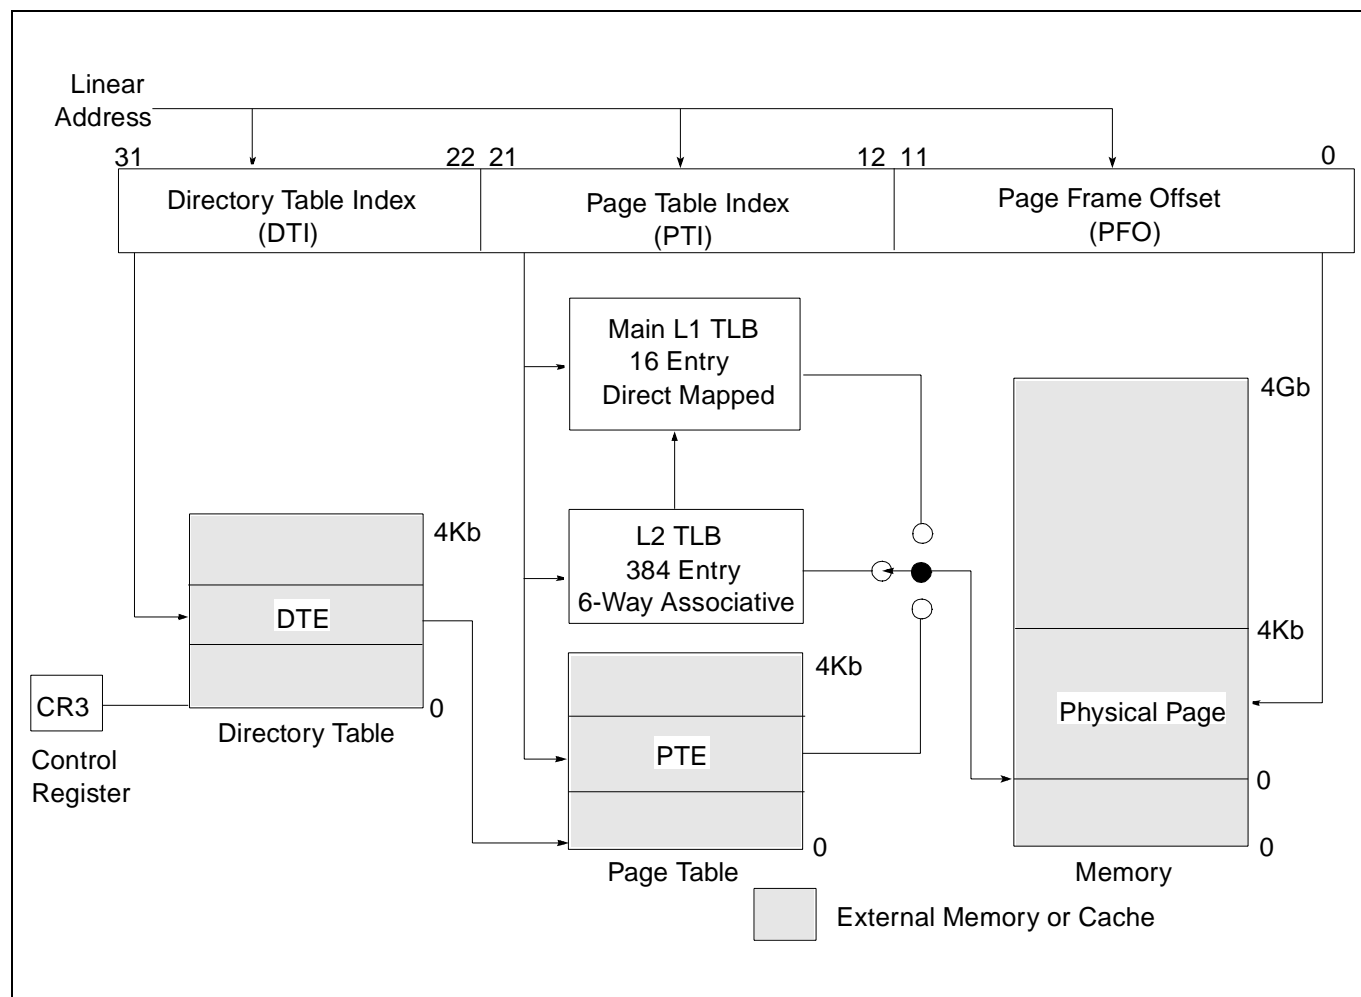 Linear
Address
31
22
21
12
11
0
Directory Table Index
(DTI)
Page Table Index
(PTI)
Page Frame Offset
(PFO)
Main L1 TLB
16 Entry
Direct Mapped
4Gb
L2 TLB
384 Entry
6-Way Associative
4Kb
DTE
0
CR3
Directory Table
Control
Register
4Kb
PTE
0
Page Table
4Kb
Physical Page
0
0
Memory
External Memory or Cache